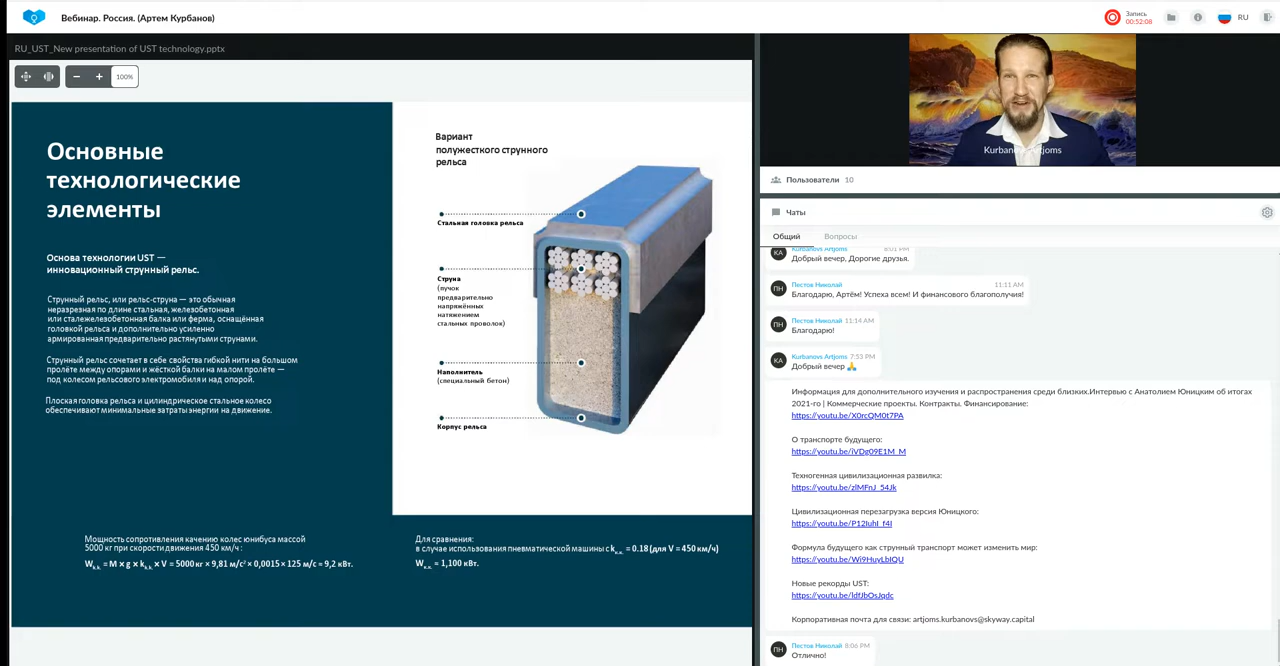 Вебинар. Россия. (Артем Курбанов)
Запись
00:52:08
RU
RU_UST_New presentation of UST technology.pptx
100%
Основные
технологические
элементы
Основа технологии UST —
инновационный струнный рельс.
Струнный рельс, или рельс-струна — это обычная
неразрезная по длине стальная, железобетонная
или сталежелезобетонная балка или ферма, оснащённая
головкой рельса и дополнительно усиленно
армированная предварительно растянутыми струнами.
Струнный рельс сочетает в себе свойства гибкой нити на большом
пролёте между опорами и жёсткой балки на малом пролёте —
под колесом рельсового электромобиля и над опорой.
Плоская головка рельса и цилиндрическое стальное колесо
обеспечивают минимальные затраты энергии на движение.
Вариант
полужесткого струнного
рельса
Стальная головка рельса
Струна
(пучок
предварительно
напряжённых
натяжением
стальных проволок)
Наполнитель
(специальный бетон)
Корпус рельса
Мощность сопротивления качению колес юнибуса массой
5000 кг при скорости движения 450 км/ч :
Wк.к. = M × g × kк.к. × V = 5000 кг × 9,81 м/с² × 0,0015 × 125 м/с = 9,2 кВт.
Для сравнения:
в случае использования пневматической машины с kк.к. = 0.18 (для V = 450 км/ч)
Wк.к. = 1,100 кВт.
Kurbanovs Artjoms
Пользователи 10
Чаты
Общий Вопросы
КА Kurbanovs Artjoms 8:01 PM
Добрый вечер, Дорогие друзья.
ПН Пестов Николай 11:11 AM
Благодарю, Артём! Успеха всем! И финансового благополучия!
ПН Пестов Николай 11:14 AM
Благодарю!
КА Kurbanovs Artjoms 7:53 PM
Добрый вечер 🙏
Информация для дополнительного изучения и распространения среди близких.Интервью с Анатолием Юницким об итогах
2021-го | Коммерческие проекты. Контракты. Финансирование:
https://youtu.be/X0rcQM0t7PA
О транспорте будущего:
https://youtu.be/iVDg09E1M_M
Техногенная цивилизационная развилка:
https://youtu.be/zlMFnJ_54Jk
Цивилизационная перезагрузка версия Юницкого:
https://youtu.be/P12IuhI_f4I
Формула будущего как струнный транспорт может изменить мир:
https://youtu.be/Wi9HuyLbIQU
Новые рекорды UST:
https://youtu.be/ldfJbOsJqdc
Корпоративная почта для связи: artjoms.kurbanovs@skyway.capital
ПН Пестов Николай 8:06 PM
Отлично!